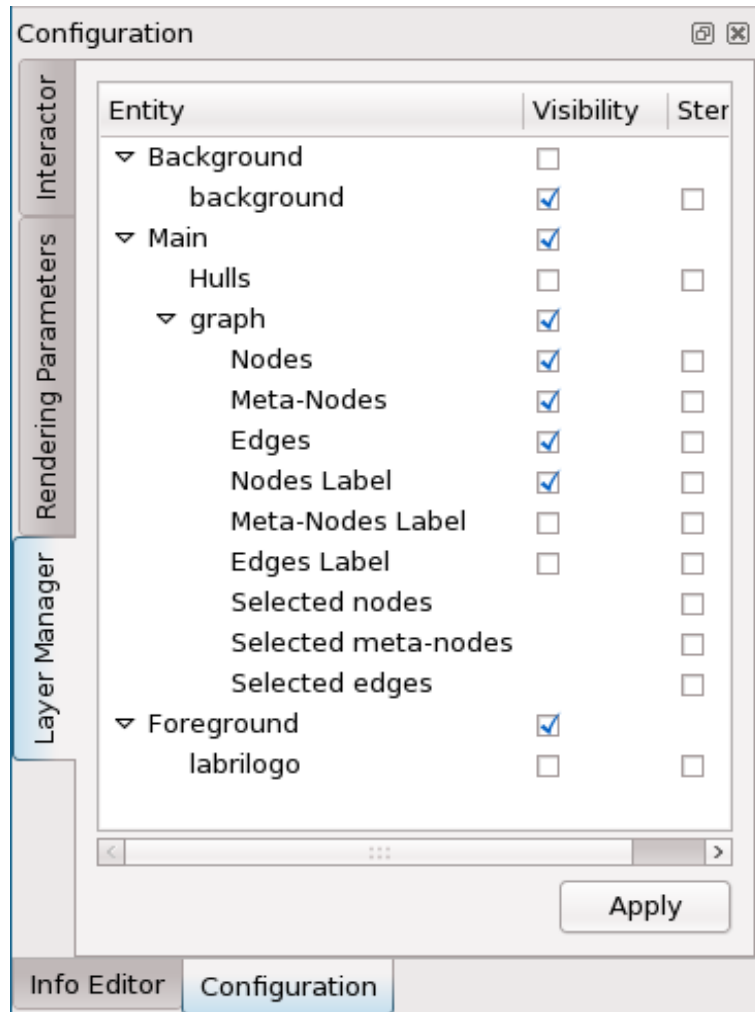 Configuration
Interactor
Rendering Parameters
Layer Manager
Entity Visibility Ster
Background
background
Main
Hulls
graph
Nodes
Meta-Nodes
Edges
Nodes Label
Meta-Nodes Label
Edges Label
Selected nodes
Selected meta-nodes
Selected edges
Foreground
labrilogo
Apply
Info Editor Configuration